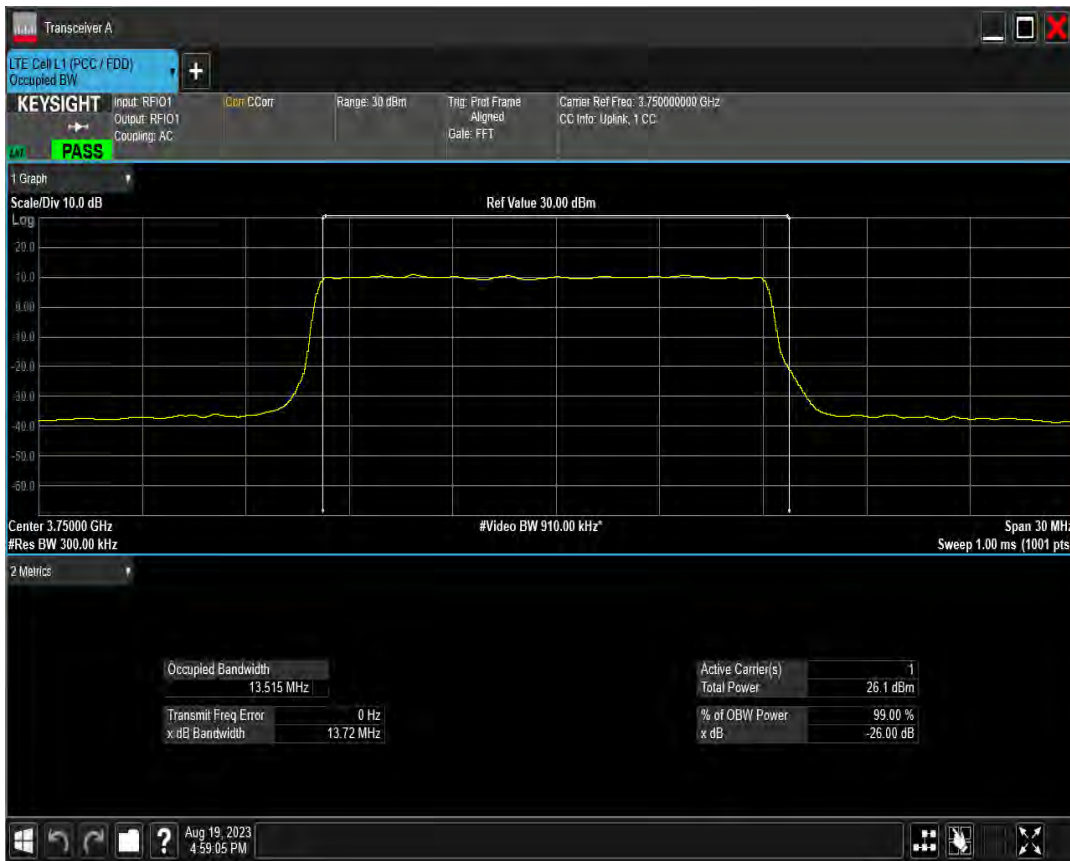 Transceiver A
LTE Cell L1 (PCC / FDD)
Occupied BW
+
KEYSIGHT
Input: RFIO1
Output: RFIO1
Coupling: AC
Corr CCorr
Range: 30 dBm
Trig: Prot Frame
Aligned
Gate: FFT
Carrier Ref Freq: 3.750000000 GHz
CC Info: Uplink, 1 CC
PASS
1 Graph
Scale/Div 10.0 dB
Ref Value 30.00 dBm
Log
20.0
10.0
0.00
-10.0
-20.0
-30.0
-40.0
-50.0
-60.0
Center 3.75000 GHz
#Video BW 910.00 kHz*
Span 30 MHz
#Res BW 300.00 kHz
Sweep 1.00 ms (1001 pts
2 Metrics
Occupied Bandwidth
13.515 MHz
Transmit Freq Error 0 Hz
x dB Bandwidth 13.72 MHz
Active Carrier(s) 1
Total Power 26.1 dBm
% of OBW Power 99.00 %
x dB -26.00 dB
?
Aug 19, 2023
4:59:05 PM